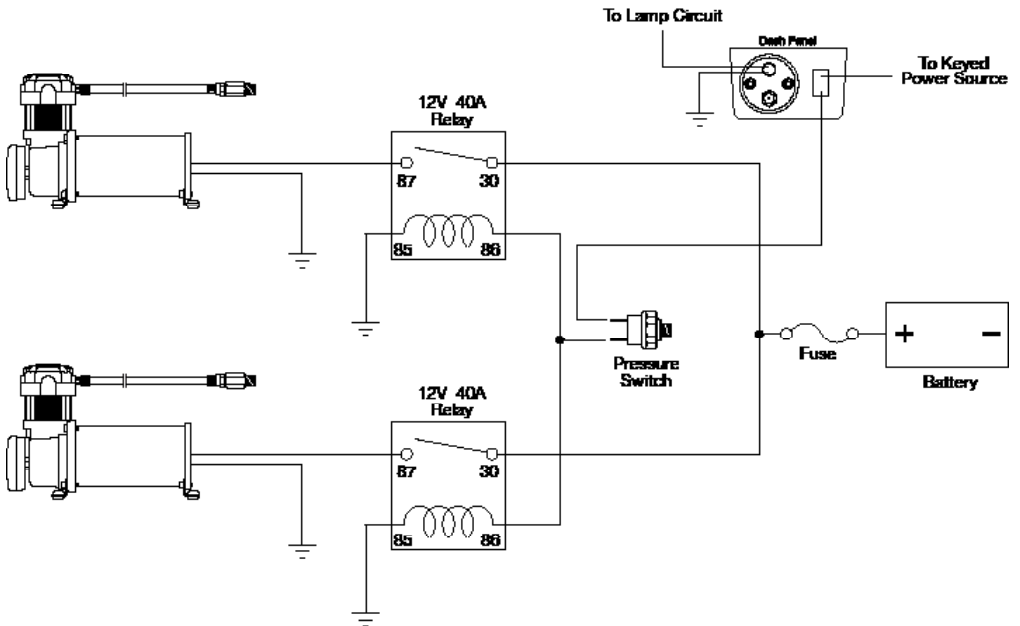 To Lamp Circuit
Dash Panel
To Keyed
Power Source
12V 40A
Relay
87 30
85 86
Pressure
Switch
Fuse
+ -
Battery
12V 40A
Relay
87 30
85 86